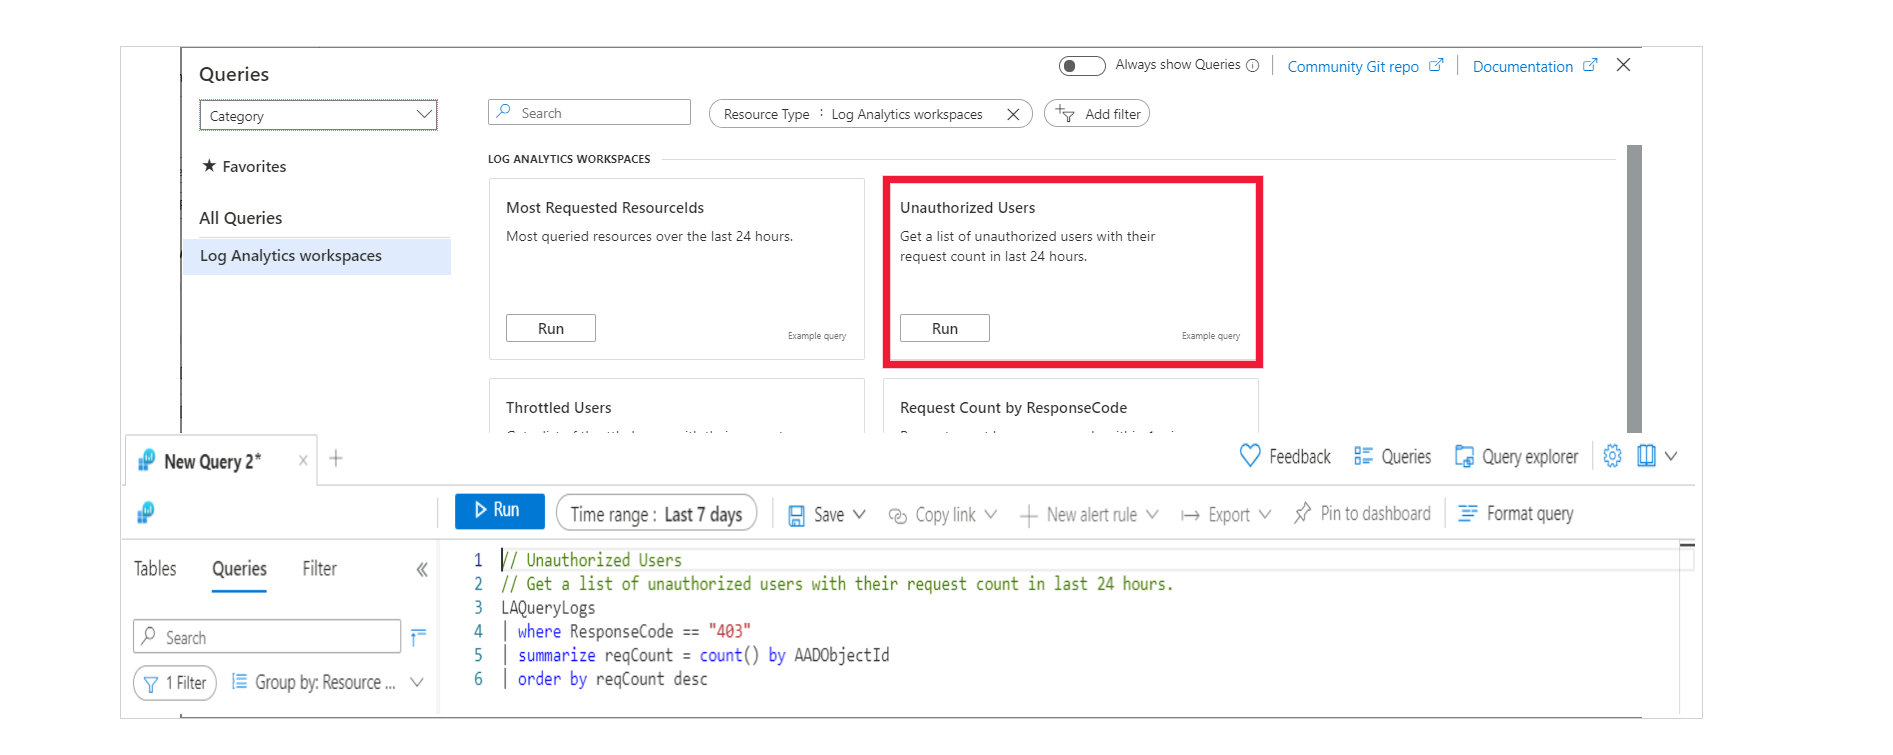 Queries
Always show Queries
Community Git repo
Documentation
Category
Search
Resource Type : Log Analytics workspaces
Add filter
★ Favorites
LOG ANALYTICS WORKSPACES
All Queries
Log Analytics workspaces
Most Requested ResourceIds
Most queried resources over the last 24 hours.
Run
Example query
Unauthorized Users
Get a list of unauthorized users with their
request count in last 24 hours.
Run
Example query
Throttled Users
Request Count by ResponseCode
New Query 2*
Feedback
Queries
Query explorer
Run
Time range : Last 7 days
Save
Copy link
New alert rule
Export
Pin to dashboard
Format query
Tables
Queries
Filter
Search
1 Filter
Group by: Resource ...
1 // Unauthorized Users
2 // Get a list of unauthorized users with their request count in last 24 hours.
3 LAQueryLogs
4 | where ResponseCode == "403"
5 | summarize reqCount = count() by AADObjectId
6 | order by reqCount desc